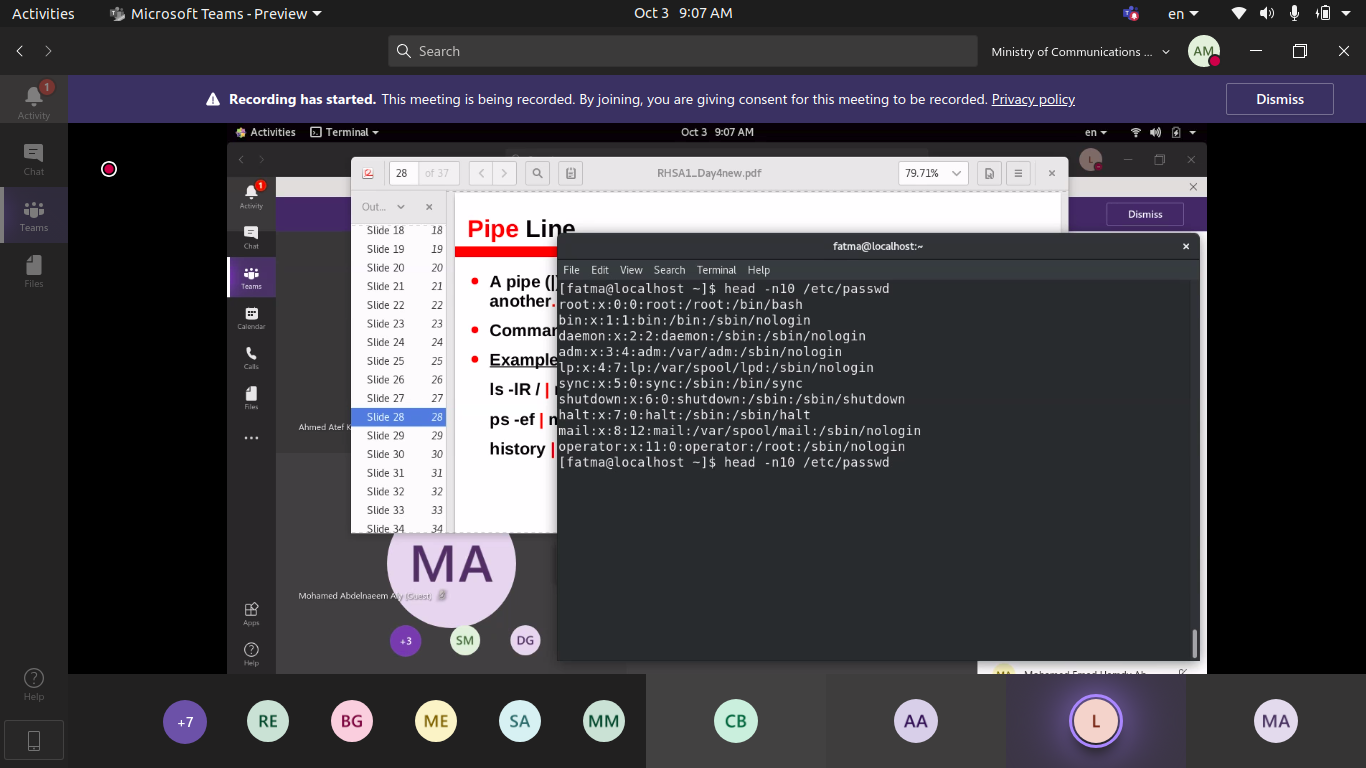 Activities Microsoft Teams - Preview Oct 3 9:07 AM en
Search Ministry of Communications ... AM
1
Activity
Chat
Teams
Files
Help
Recording has started. This meeting is being recorded. By joining, you are giving consent for this meeting to be recorded. Privacy policy Dismiss
Activities Terminal Oct 3 9:07 AM en
L
1
Activity
Chat
Teams
Calendar
Calls
Files
Apps
Help
Dismiss
28 of 37 RHSA1_Day4new.pdf 79.71%
Out...
Slide 18 18
Slide 19 19
Slide 20 20
Slide 21 21
Slide 22 22
Slide 23 23
Slide 24 24
Slide 25 25
Slide 26 26
Slide 27 27
Slide 28 28
Slide 29 29
Slide 30 30
Slide 31 31
Slide 32 32
Slide 33 33
Slide 34 34
Pipe Line
A pipe (|)
another.
Comman
Example
ls -lR / |
ps -ef |
history |
fatma@localhost:~
File Edit View Search Terminal Help
[fatma@localhost ~]$ head -n10 /etc/passwd
root:x:0:0:root:/root:/bin/bash
bin:x:1:1:bin:/bin:/sbin/nologin
daemon:x:2:2:daemon:/sbin:/sbin/nologin
adm:x:3:4:adm:/var/adm:/sbin/nologin
lp:x:4:7:lp:/var/spool/lpd:/sbin/nologin
sync:x:5:0:sync:/sbin:/bin/sync
shutdown:x:6:0:shutdown:/sbin:/sbin/shutdown
halt:x:7:0:halt:/sbin:/sbin/halt
mail:x:8:12:mail:/var/spool/mail:/sbin/nologin
operator:x:11:0:operator:/root:/sbin/nologin
[fatma@localhost ~]$ head -n10 /etc/passwd
Ahmed Atef K
MA
Mohamed Abdelnaeem Aly (Guest)
+3 SM DG
+7 RE BG ME SA MM CB AA L MA